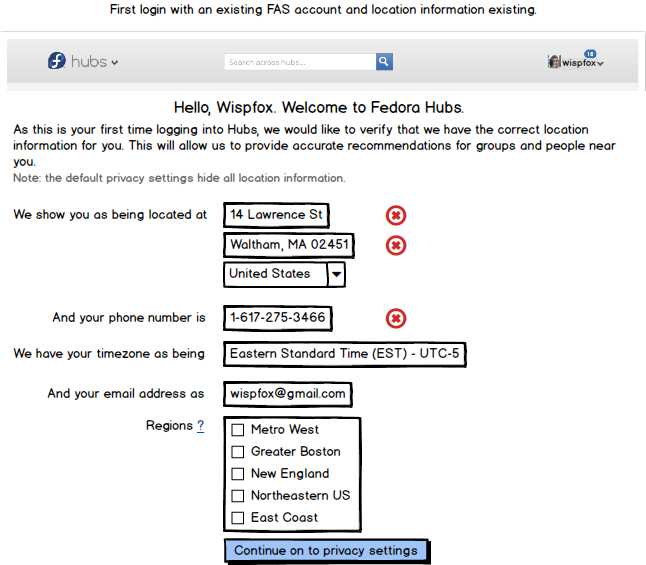 First login with an existing FAS account and location information existing.
hubs
Search across hubs...
18
wispfox
Hello, Wispfox. Welcome to Fedora Hubs.
As this is your first time logging into Hubs, we would like to verify that we have the correct location
information for you. This will allow us to provide accurate recommendations for groups and people near
you.
Note: the default privacy settings hide all location information.
We show you as being located at
14 Lawrence St
Waltham, MA 02451
United States
And your phone number is
1-617-275-3466
We have your timezone as being
Eastern Standard Time (EST) - UTC-5
And your email address as
wispfox@gmail.com
Regions ?
Metro West
Greater Boston
New England
Northeastern US
East Coast
Continue on to privacy settings